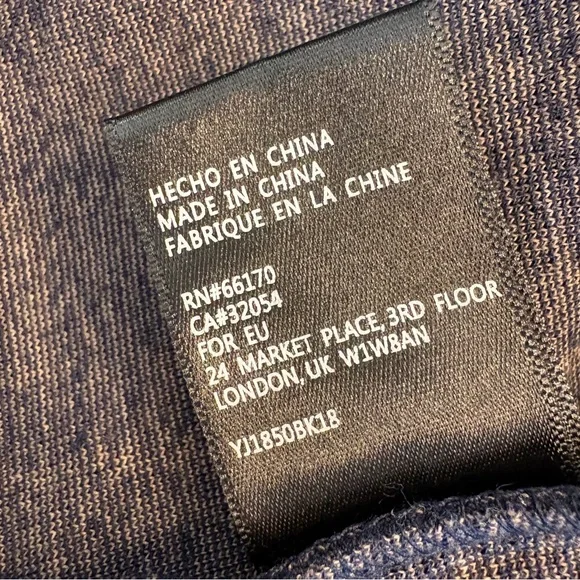 HECHO EN CHINA
MADE IN CHINA
FABRIQUE EN LA CHINE
RN#66170
CA#32054
FOR EU
24 MARKET PLACE, 3RD FLOOR
LONDON, UK W1W8AN
YJ1850BK18